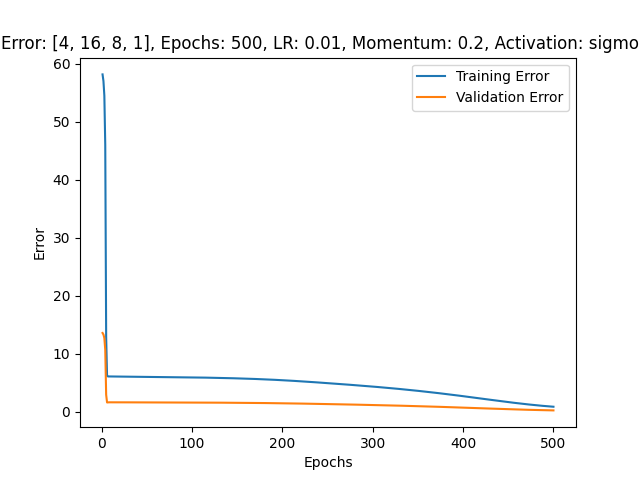 Error: [4, 16, 8, 1], Epochs: 500, LR: 0.01, Momentum: 0.2, Activation: sigmo
Training Error
Validation Error
60
50
40
30
20
10
0
Error
0 100 200 300 400 500
Epochs